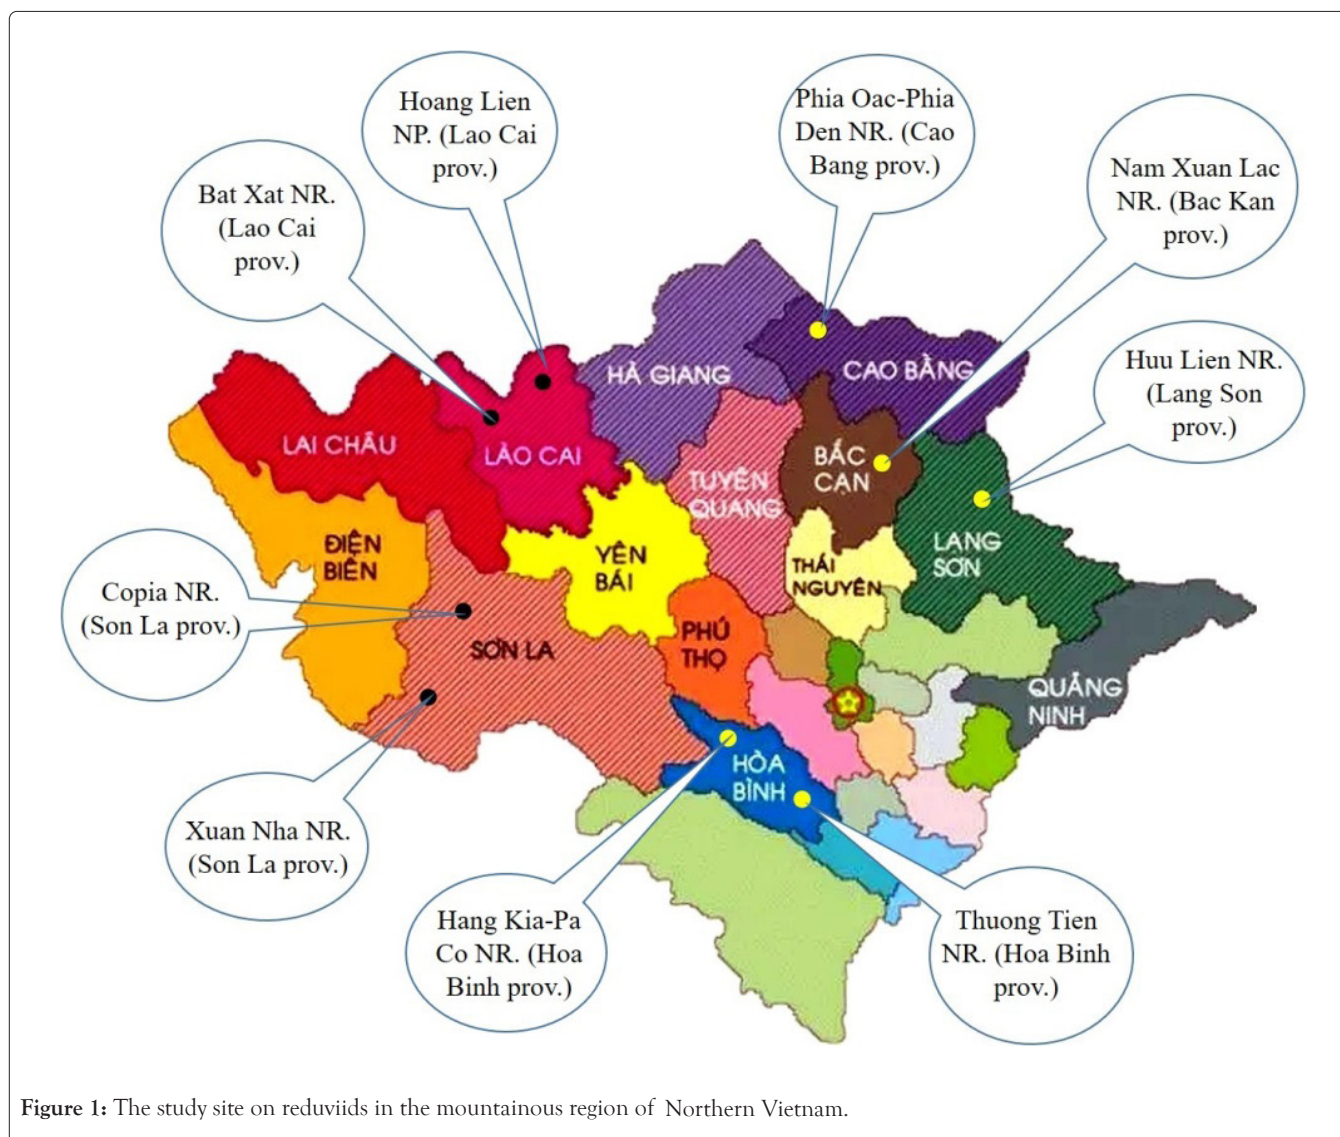 Hoang Lien
NP. (Lao Cai
prov.)
Phia Oac-Phia
Den NR. (Cao
Bang prov.)
Nam Xuan Lac
NR. (Bac Kan
prov.)
Bat Xat NR.
(Lao Cai
prov.)
Huu Lien NR.
(Lang Son
prov.)
HÀ GIANG
CAO BẰNG
LAI CHÂU
LÀO CAI
TUYÊN
QUANG
BẮC
CẠN
ĐIỆN
BIÊN
YÊN
BÁI
THÁI
NGUYÊN
LẠNG
SƠN
Copia NR.
(Son La prov.)
SƠN LA
PHÚ
THỌ
QUẢNG
NINH
HÒA
BÌNH
Xuan Nha NR.
(Son La prov.)
Hang Kia-Pa
Co NR. (Hoa
Binh prov.)
Thuong Tien
NR. (Hoa Binh
prov.)
Figure 1: The study site on reduviids in the mountainous region of Northern Vietnam.